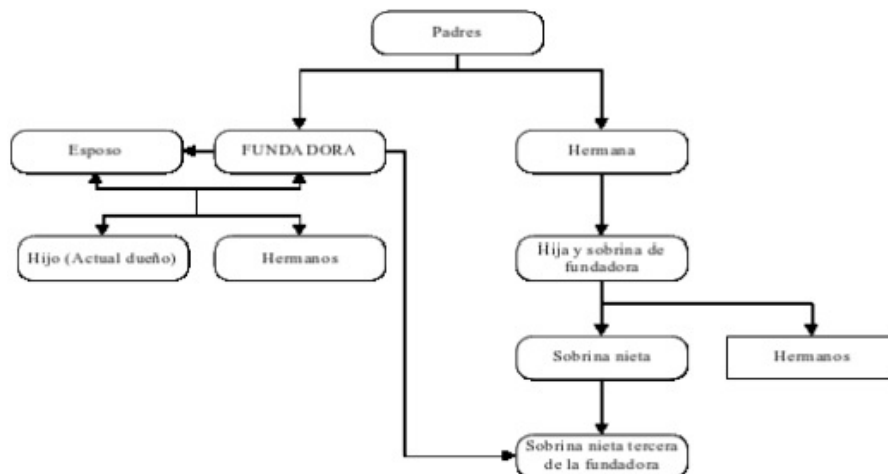 Padres
Esposo
FUNDADORA
Hermana
Hijo (Actual dueño)
Hermanos
Hija y sobrina de
fundadora
Sobrina nieta
Hermanos
Sobrina nieta tercera
de la fundadora